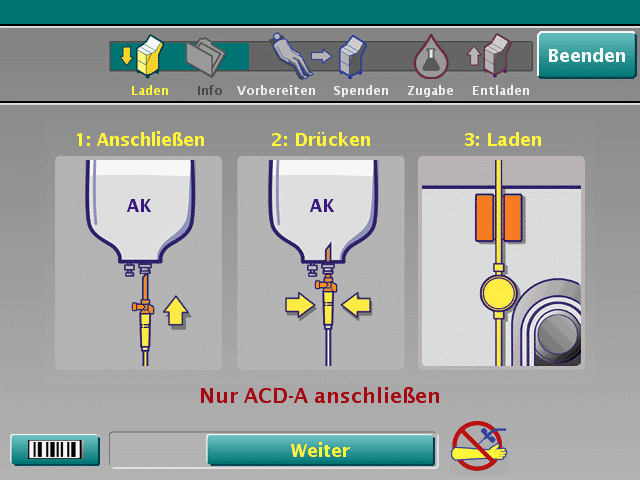 Laden
Info
Vorbereiten
Spenden
Zugabe
Entladen
Beenden
1: Anschließen
2: Drücken
3: Laden
AK
AK
Nur ACD-A anschließen
Weiter